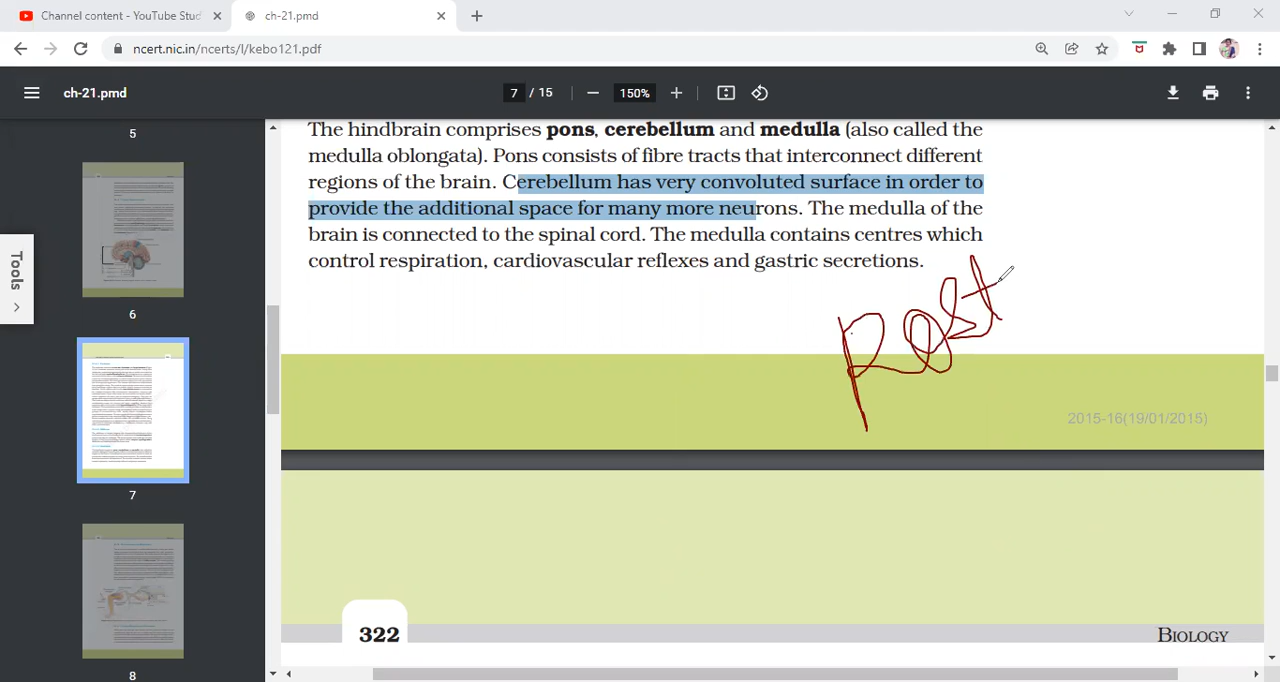 Channel content - YouTube Stud
ch-21.pmd
ncert.nic.in/ncerts/l/kebo121.pdf
ch-21.pmd
7 / 15
150%
5
The hindbrain comprises pons, cerebellum and medulla (also called the
medulla oblongata). Pons consists of fibre tracts that interconnect different
regions of the brain. Cerebellum has very convoluted surface in order to
provide the additional space for many more neurons. The medulla of the
brain is connected to the spinal cord. The medulla contains centres which
control respiration, cardiovascular reflexes and gastric secretions.
Tools
6
post
2015-16(19/01/2015)
7
322
BIOLOGY
8